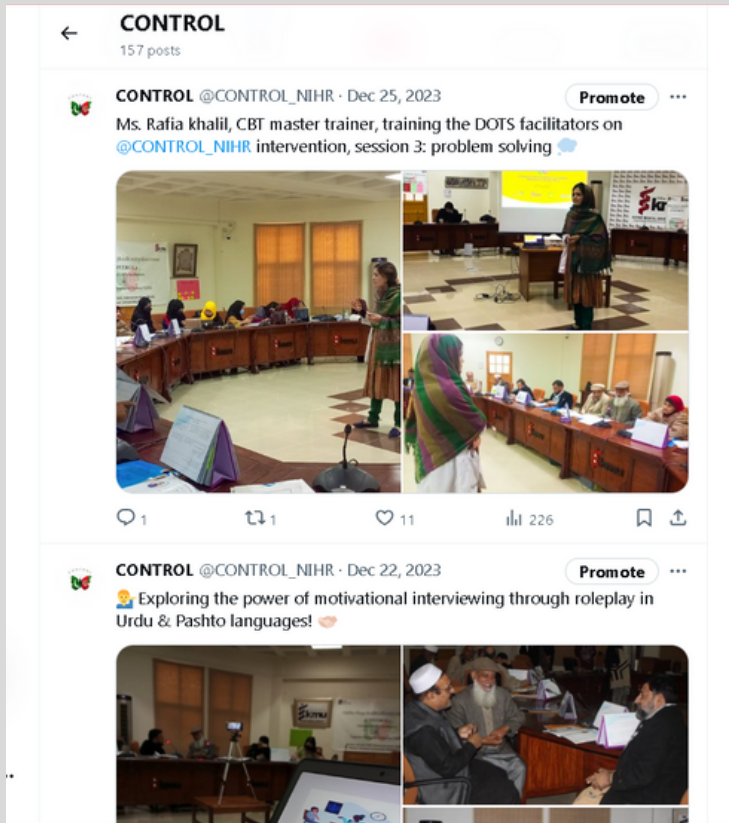 CONTROL
157 posts
CONTROL @CONTROL_NIHR · Dec 25, 2023
Promote
Ms. Rafia khalil, CBT master trainer, training the DOTS facilitators on
@CONTROL_NIHR intervention, session 3: problem solving
1
1
11
226
CONTROL @CONTROL_NIHR · Dec 22, 2023
Promote
Exploring the power of motivational interviewing through roleplay in
Urdu & Pashto languages!
kmu